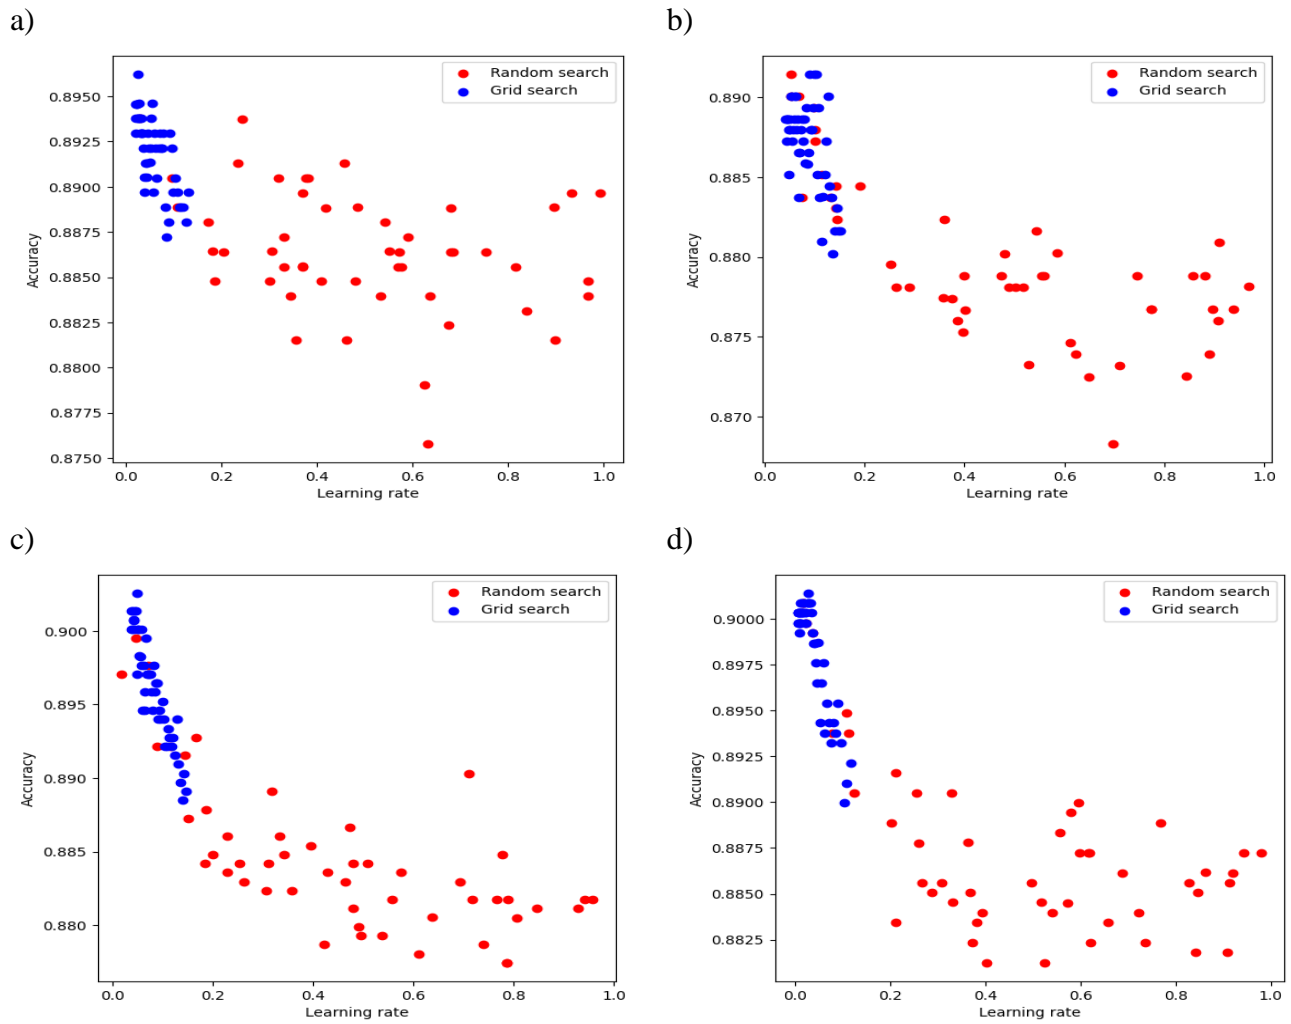 a)
Random search
Grid search
0.8950
0.8925
0.8900
0.8875
0.8850
0.8825
0.8800
0.8775
0.8750
Accuracy
0.0 0.2 0.4 0.6 0.8 1.0
Learning rate
b)
Random search
Grid search
0.890
0.885
0.880
0.875
0.870
Accuracy
0.0 0.2 0.4 0.6 0.8 1.0
Learning rate
c)
Random search
Grid search
0.900
0.895
0.890
0.885
0.880
Accuracy
0.0 0.2 0.4 0.6 0.8 1.0
Learning rate
d)
Random search
Grid search
0.9000
0.8975
0.8950
0.8925
0.8900
0.8875
0.8850
0.8825
Accuracy
0.0 0.2 0.4 0.6 0.8 1.0
Learning rate